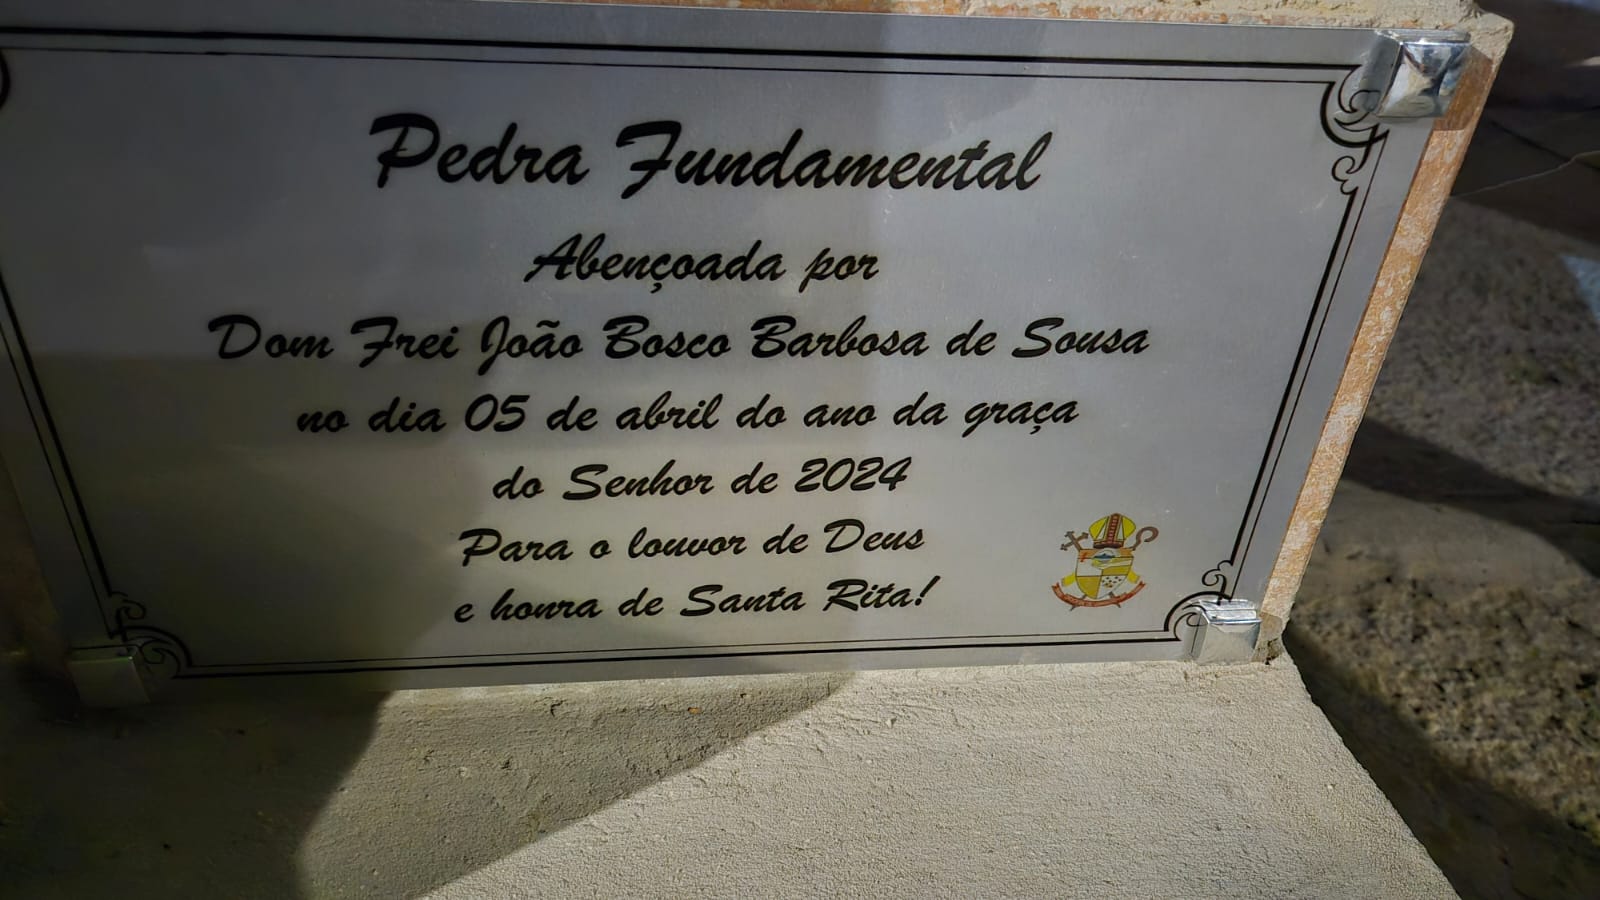 Pedra Fundamental
Abençoada por
Dom Frei João Bosco Barbosa de Sousa
no dia 05 de abril do ano da graça
do Senhor de 2024
Para o louvor de Deus
e honra de Santa Rita!